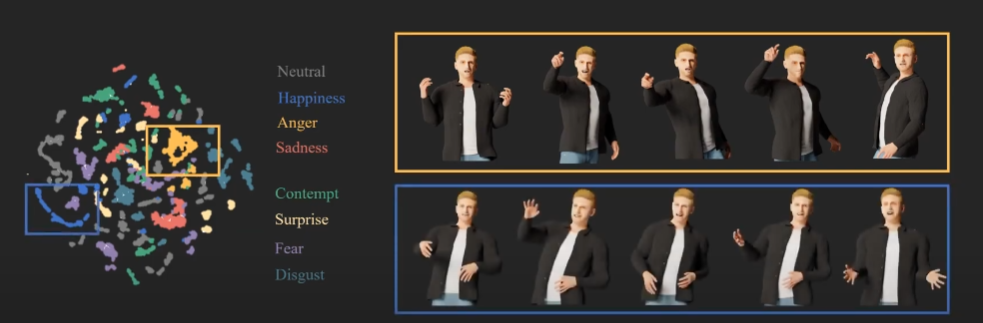 Neutral
Happiness
Anger
Sadness
Contempt
Surprise
Fear
Disgust